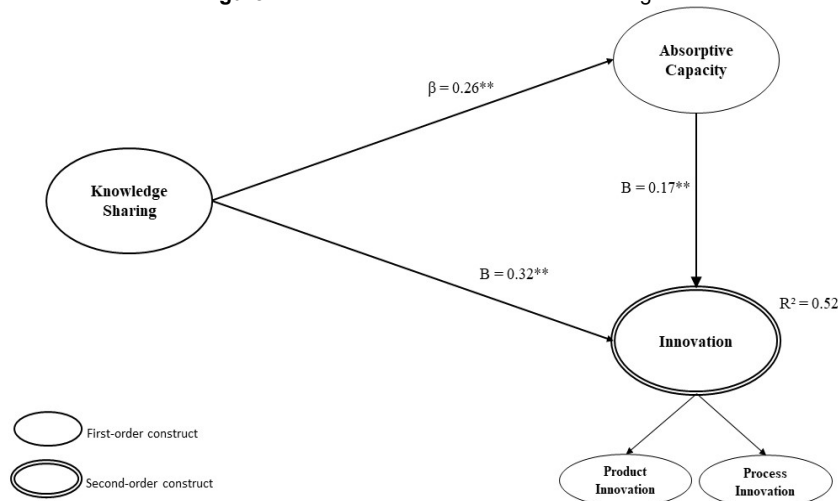 Absorptive
Capacity
β = 0.26**
Knowledge
Sharing
B = 0.17**
B = 0.32**
R² = 0.52
Innovation
First-order construct
Second-order construct
Product
Innovation
Process
Innovation